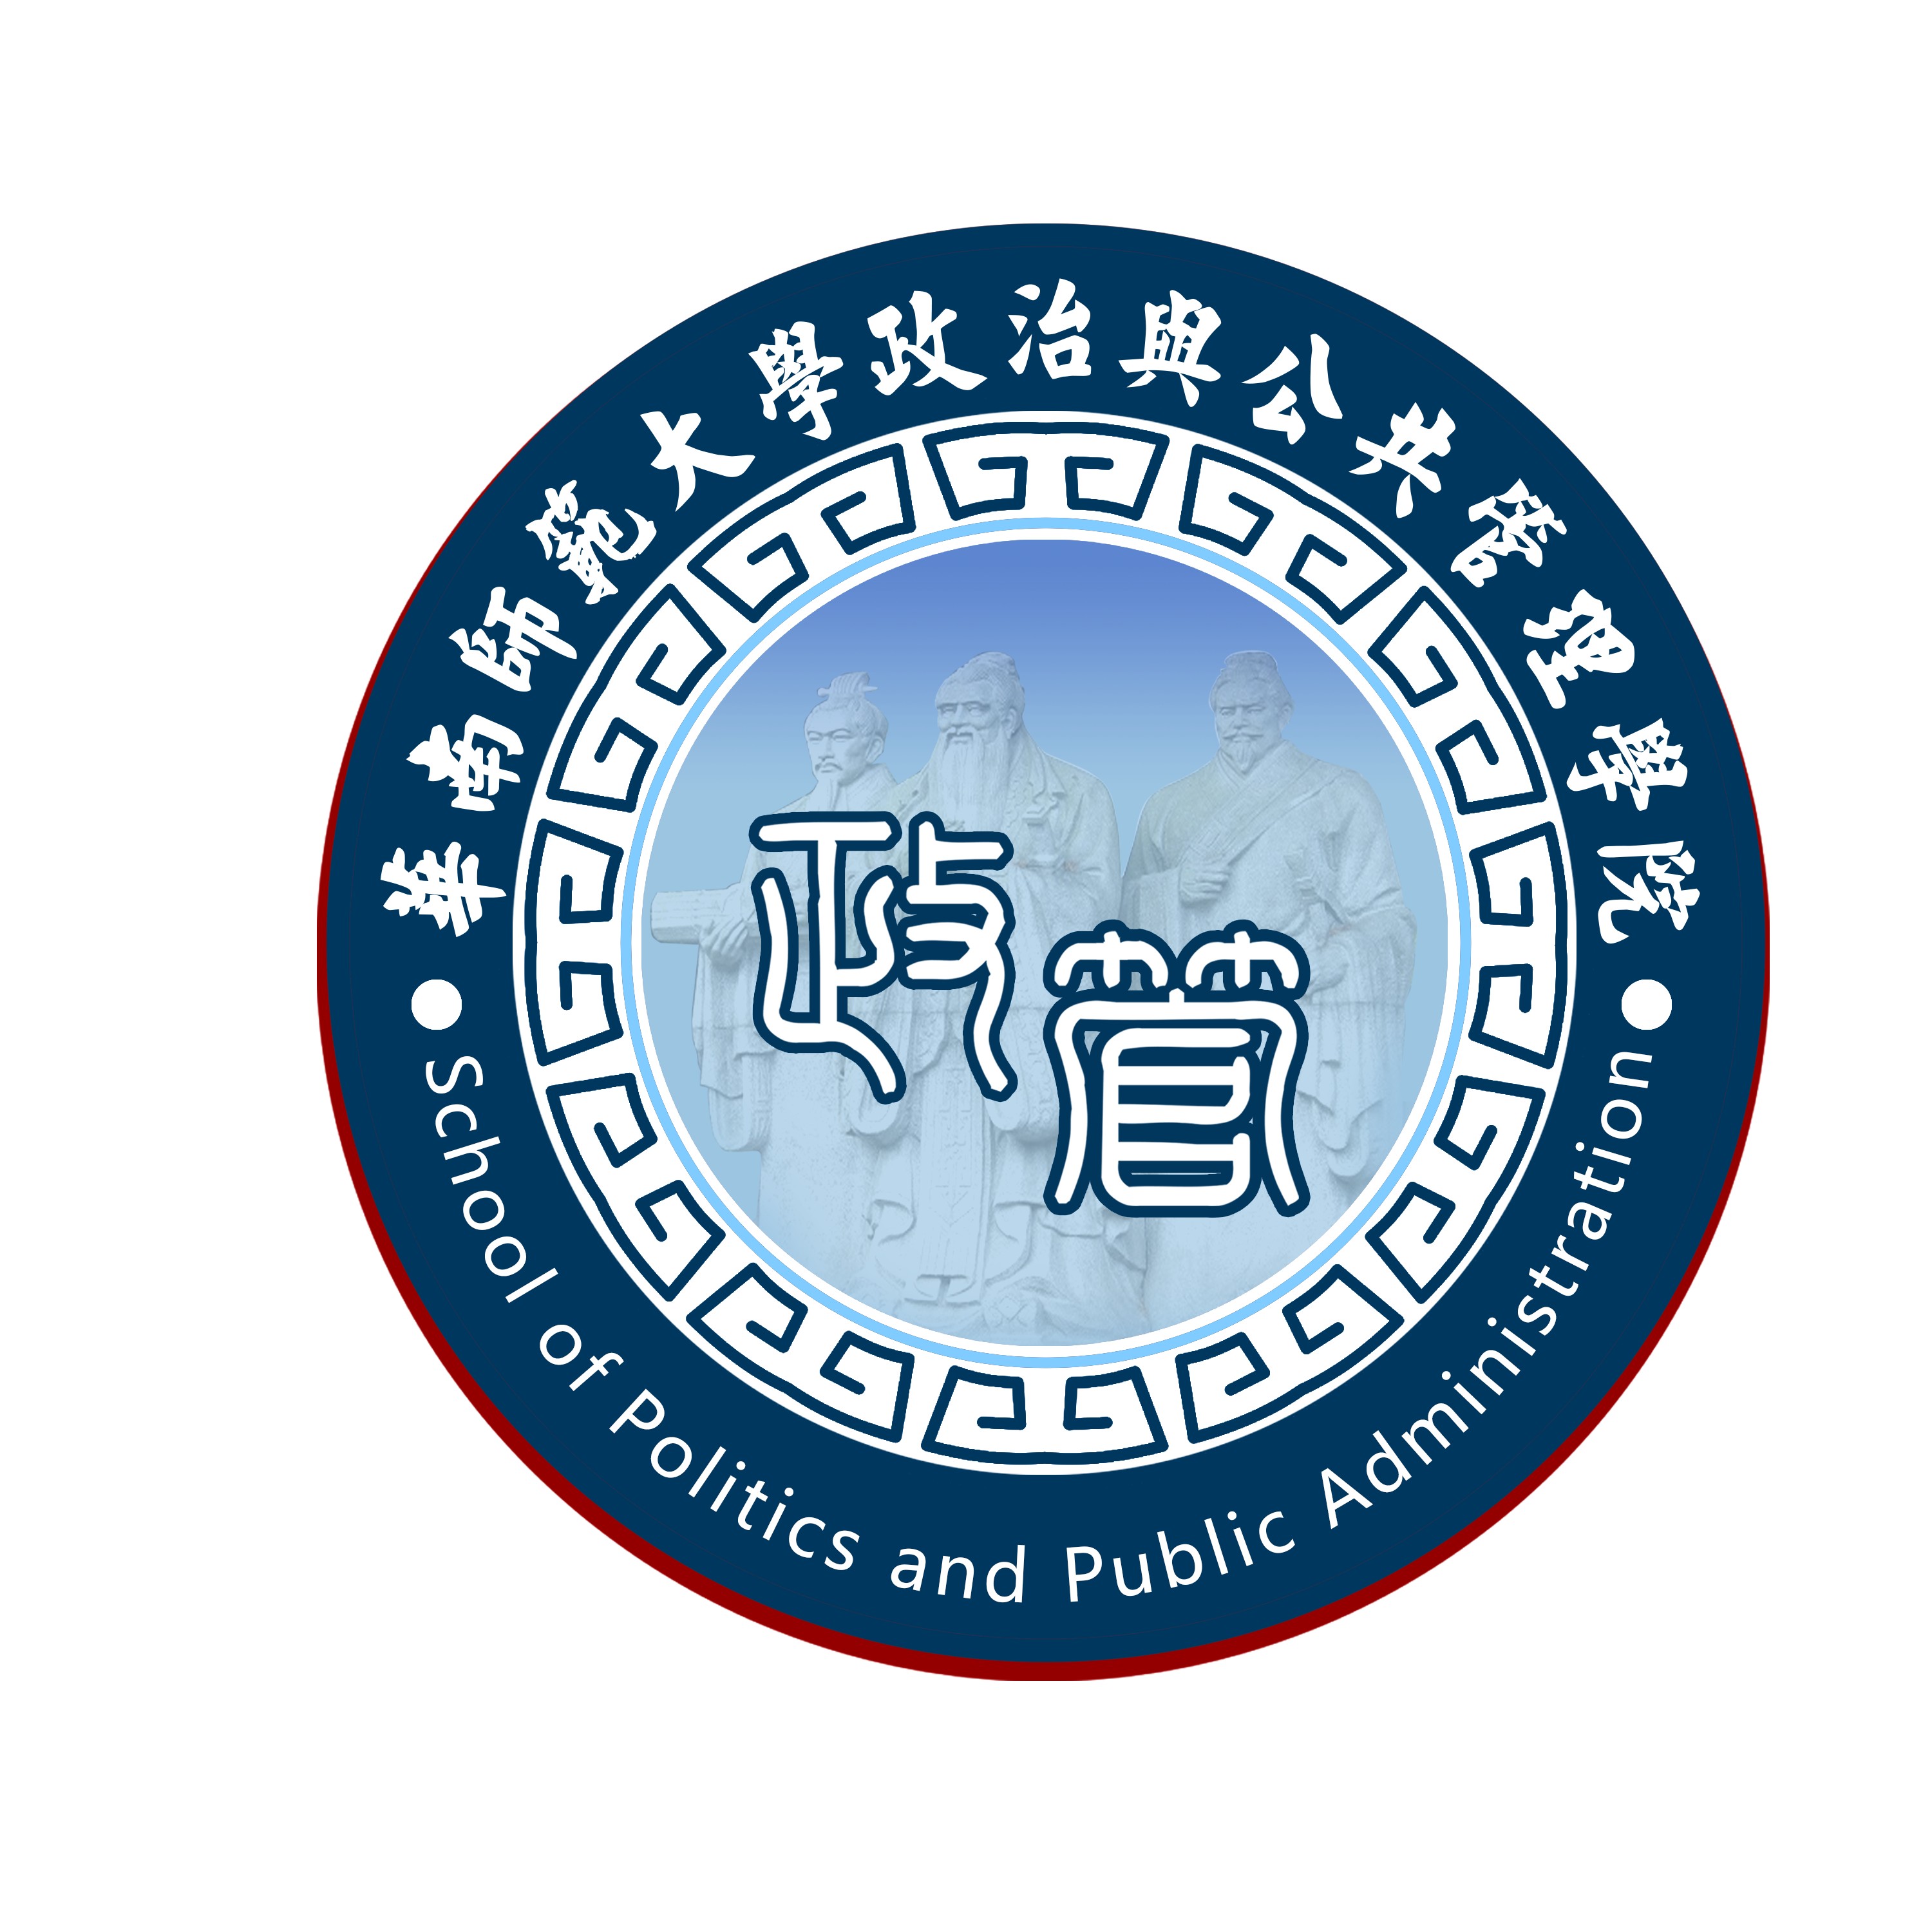 華南師範大學政治與公共管理學院
政管
School of Politics and Public Administration